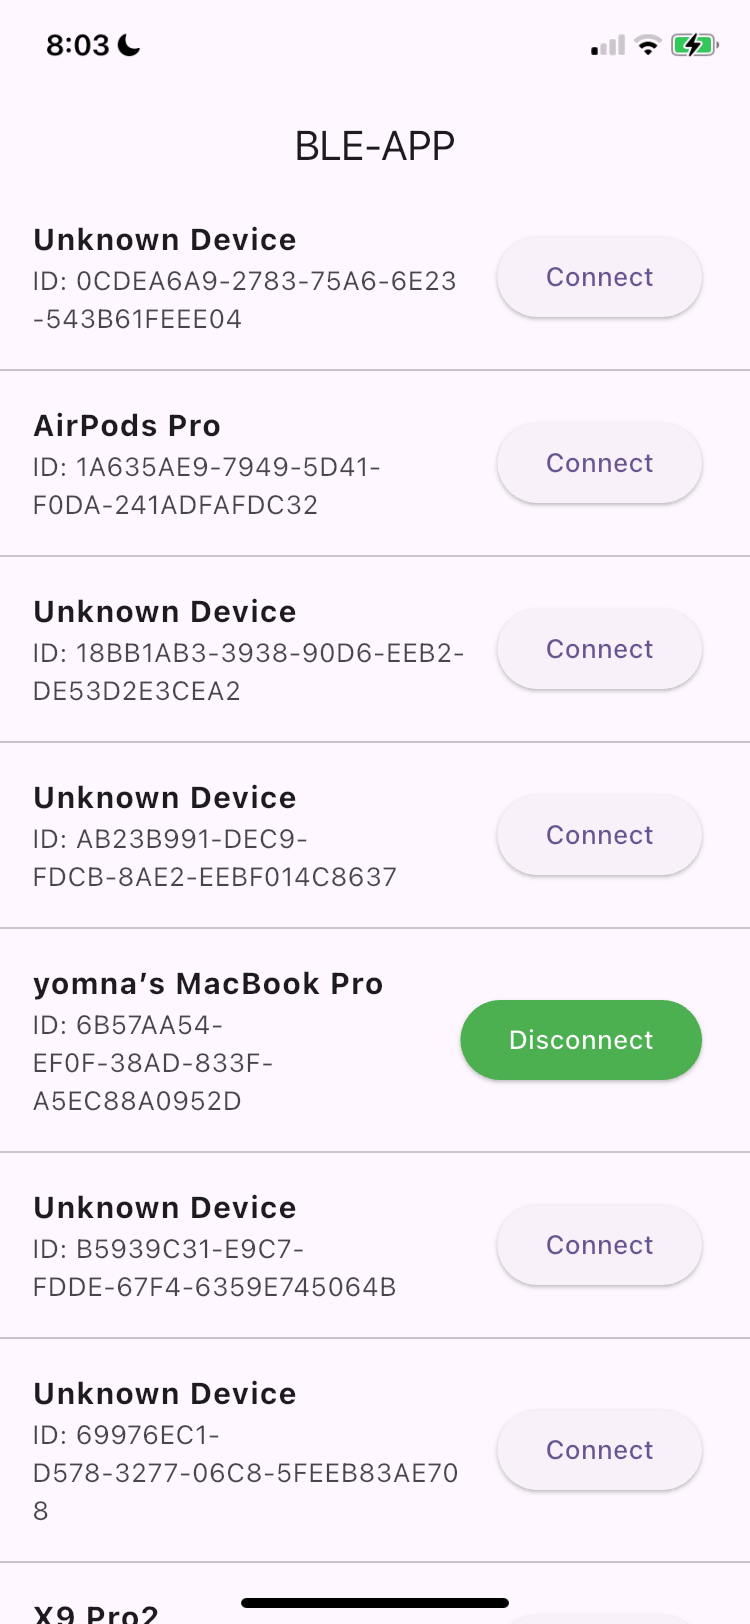 8:03
BLE-APP
Unknown Device
ID: 0CDEA6A9-2783-75A6-6E23
-543B61FEEE04
Connect
AirPods Pro
ID: 1A635AE9-7949-5D41-
F0DA-241ADFAFDC32
Connect
Unknown Device
ID: 18BB1AB3-3938-90D6-EEB2-
DE53D2E3CEA2
Connect
Unknown Device
ID: AB23B991-DEC9-
FDCB-8AE2-EEBF014C8637
Connect
yomna’s MacBook Pro
ID: 6B57AA54-
EF0F-38AD-833F-
A5EC88A0952D
Disconnect
Unknown Device
ID: B5939C31-E9C7-
FDDE-67F4-6359E745064B
Connect
Unknown Device
ID: 69976EC1-
D578-3277-06C8-5FEEB83AE70
8
Connect
X9 Pro2